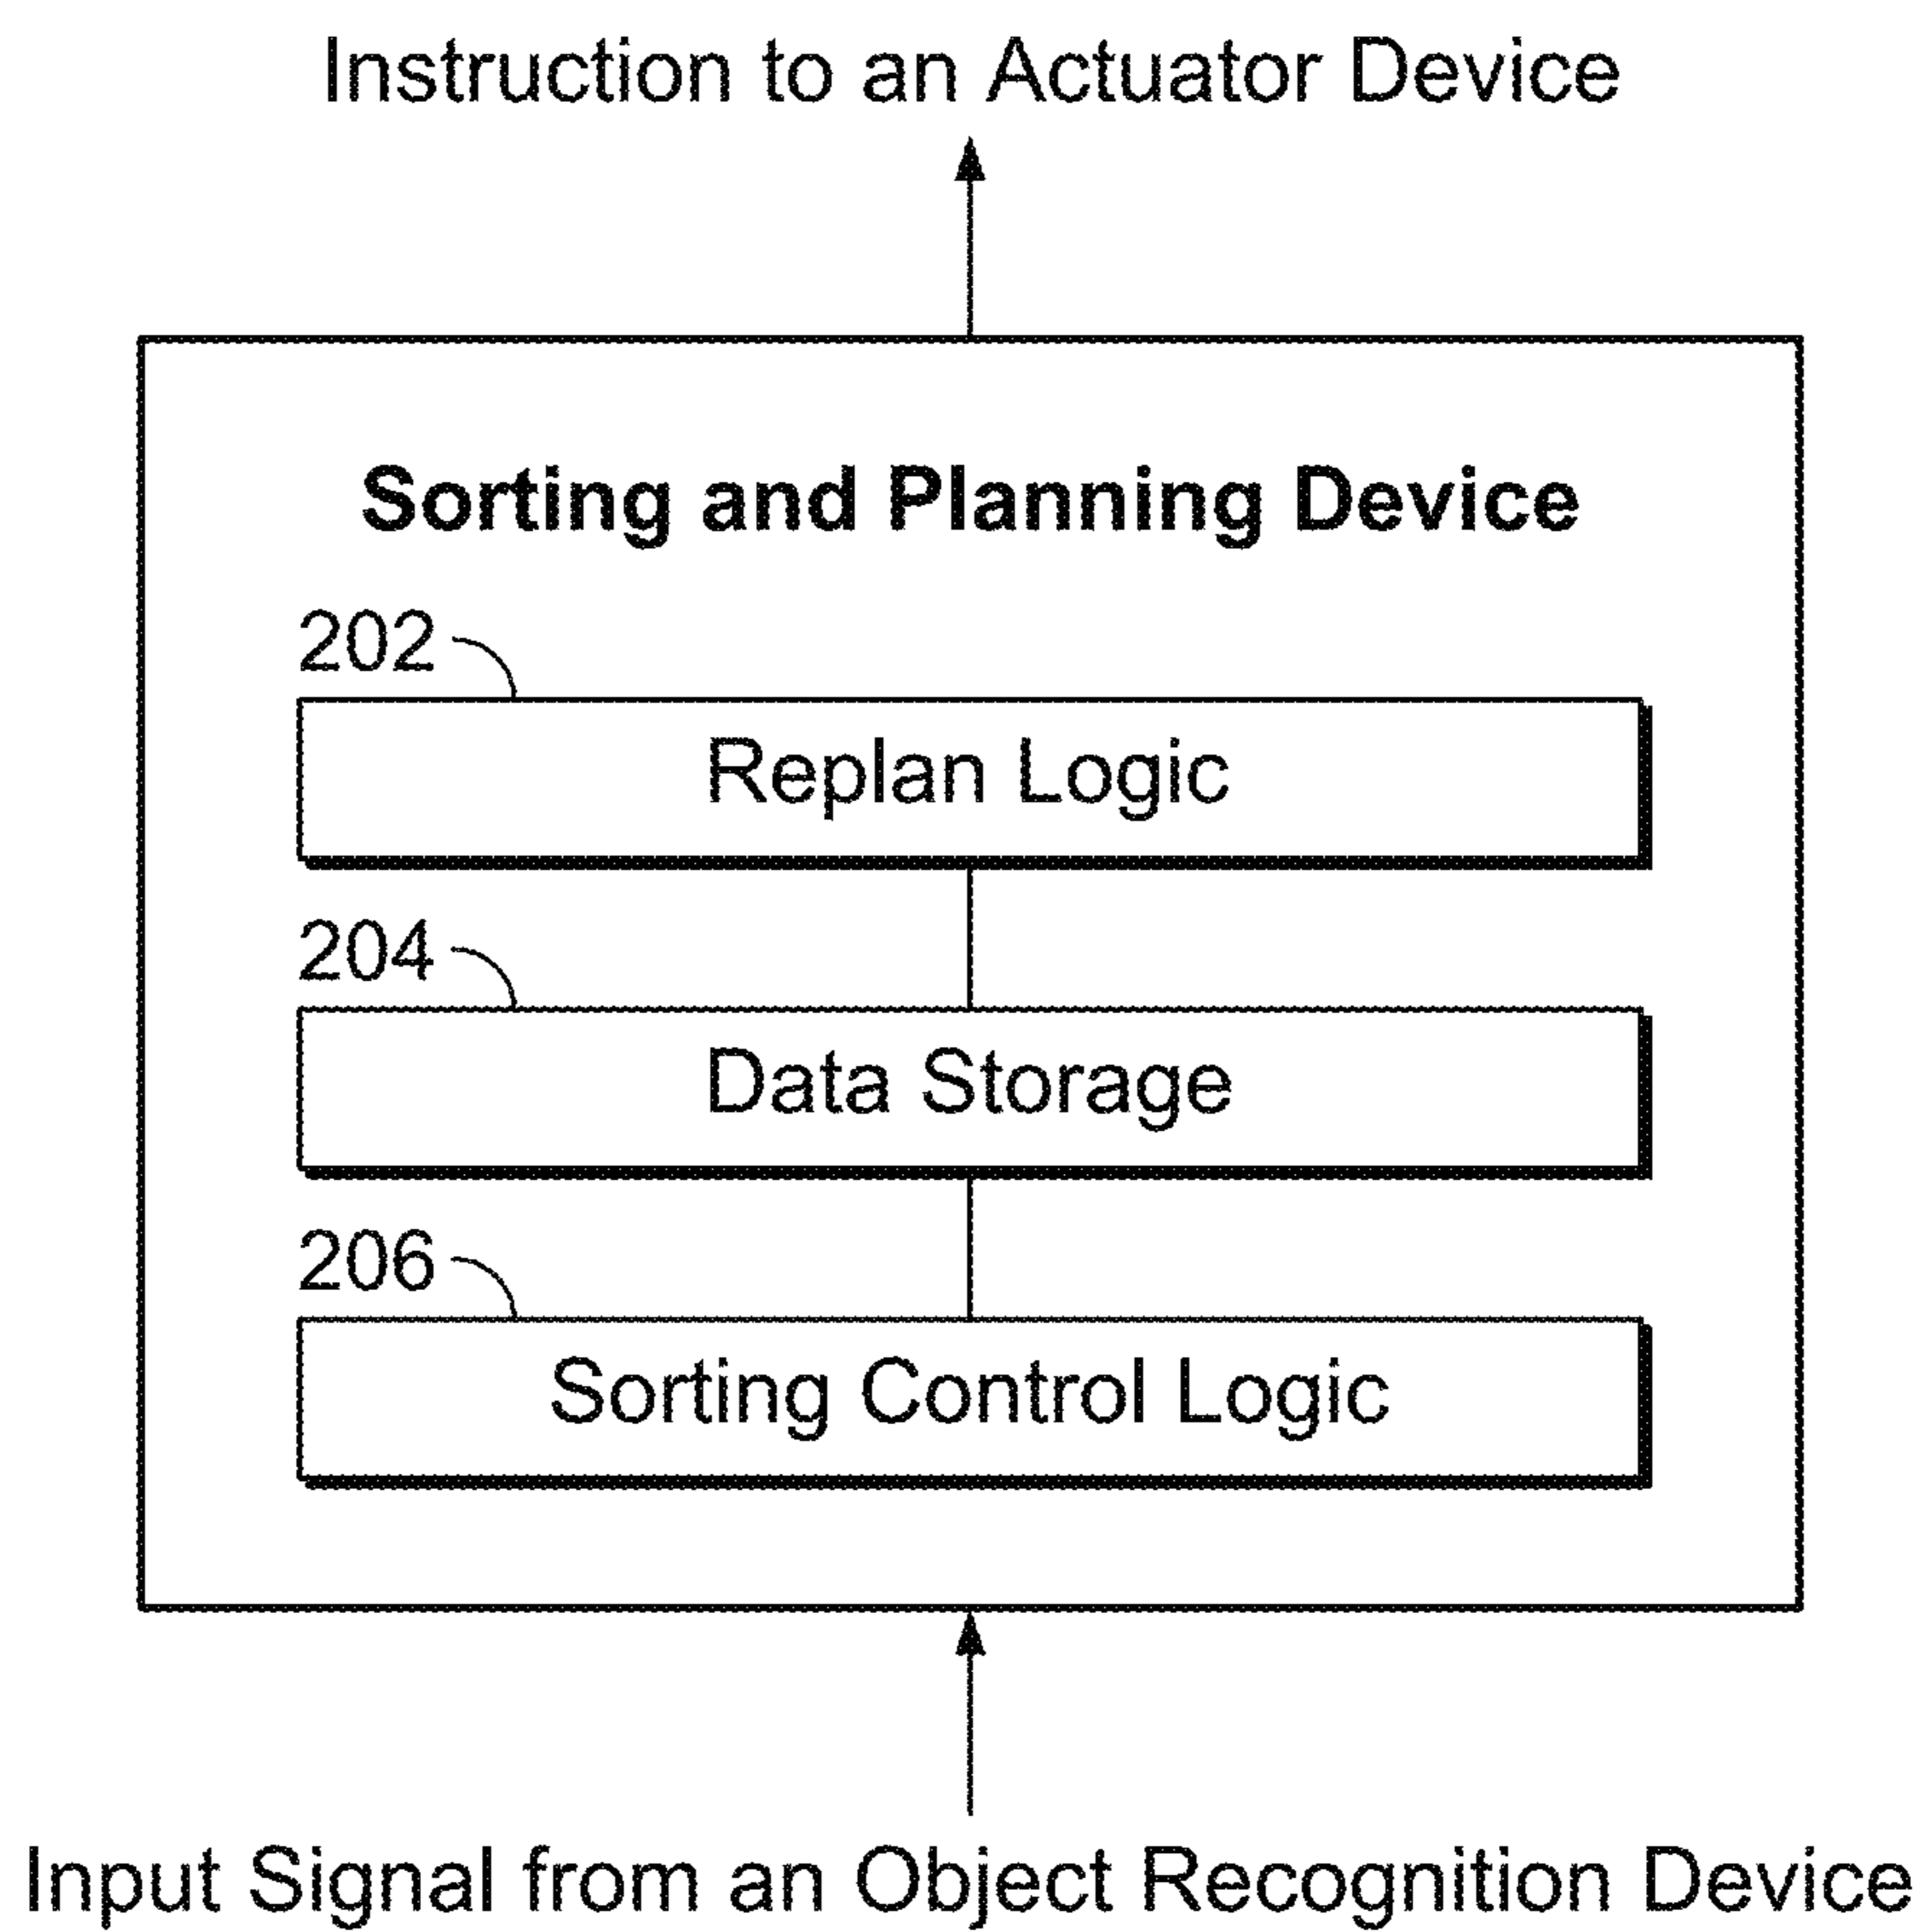 Instruction to an Actuator Device
Sorting and Planning Device
202
Replan Logic
204
Data Storage
206
Sorting Control Logic
Input Signal from an Object Recognition Device